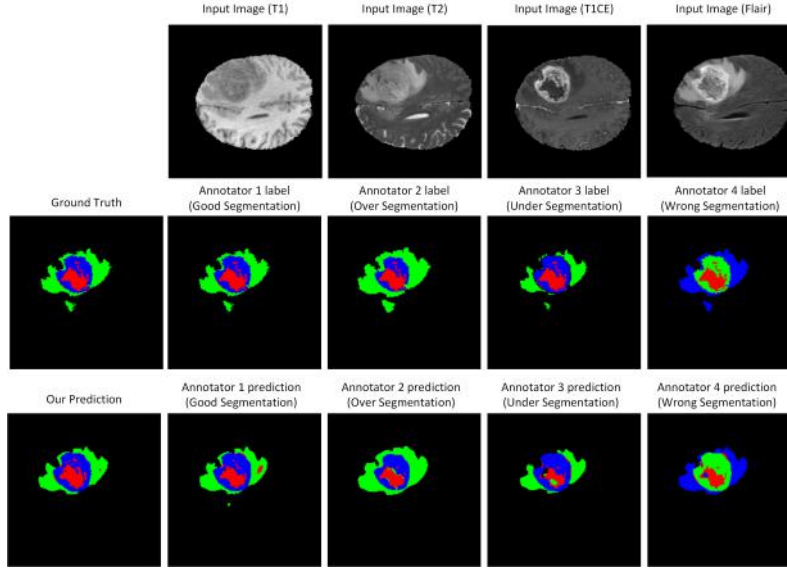 Input Image (T1)
Input Image (T2)
Input Image (T1CE)
Input Image (Flair)
Ground Truth
Annotator 1 label
(Good Segmentation)
Annotator 2 label
(Over Segmentation)
Annotator 3 label
(Under Segmentation)
Annotator 4 label
(Wrong Segmentation)
Our Prediction
Annotator 1 prediction
(Good Segmentation)
Annotator 2 prediction
(Over Segmentation)
Annotator 3 prediction
(Under Segmentation)
Annotator 4 prediction
(Wrong Segmentation)